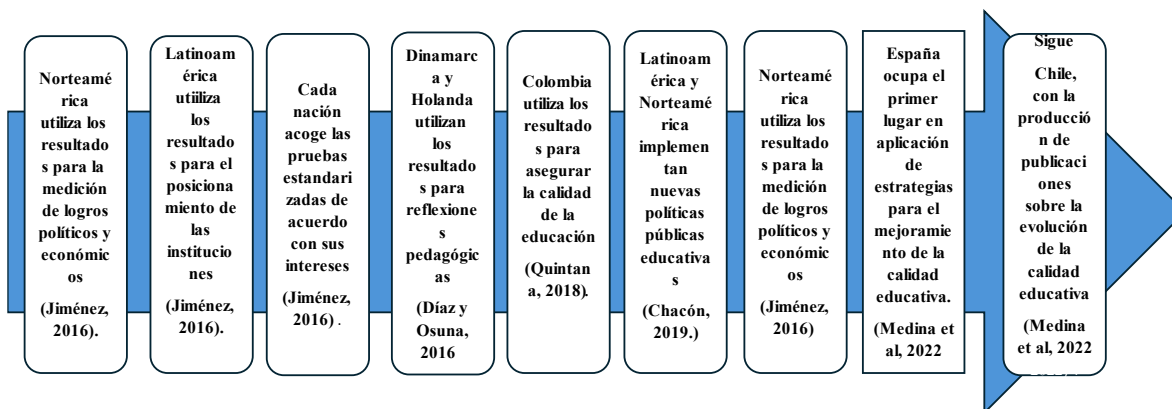 Norteamé
rica
utiliza los
resultado
s para la
medición
de logros
políticos y
económic
os
(Jiménez,
2016).
Latinoam
érica
utiiliza
los
resultado
s para el
posiciona
miento de
las
institucio
nes
(Jiménez,
2016).
Cada
nación
acoge las
pruebas
estandari
zadas de
acuerdo
con sus
intereses
(Jiménez,
2016) .
Dinamarc
a y
Holanda
utilizan
los
resultado
s para
reflexione
s
pedagógic
as
(Díaz y
Osuna,
2016
Colombia
utiliza los
resultado
s para
asegurar
la calidad
de la
educación
(Quintan
a, 2018).
Latinoam
érica y
Norteamé
rica
implemen
tan
nuevas
políticas
públicas
educativa
s
(Chacón,
2019.)
Norteamé
rica
utiliza los
resultado
s para la
medición
de logros
políticos y
económic
os
(Jiménez,
2016)
España
ocupa el
primer
lugar en
aplicación
de
estrategias
para el
mejoramie
nto de la
calidad
educativa.
(Medina et
al, 2022
Sigue
Chile,
con la
producció
n de
publicaci
ones
sobre la
evolución
de la
calidad
educativa
(Medina
et al, 2022